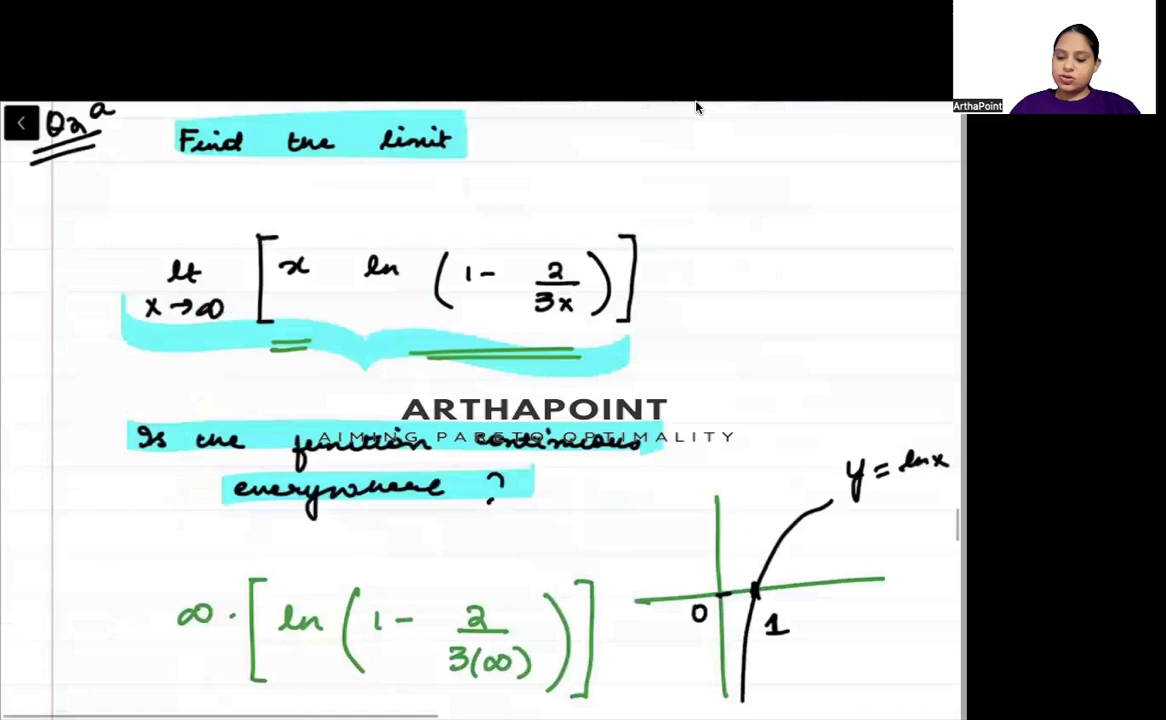 ArthaPoint
Qn a
Find the limit
lt [ x ln ( 1 - 2/3x ) ]
x → ∞
ARTHAPOINT
AIMING PARETO OPTIMALITY
Is the function continuous
everywhere ?
y = ln x
∞ · [ ln ( 1 - 2/3(∞) ) ]
0 1